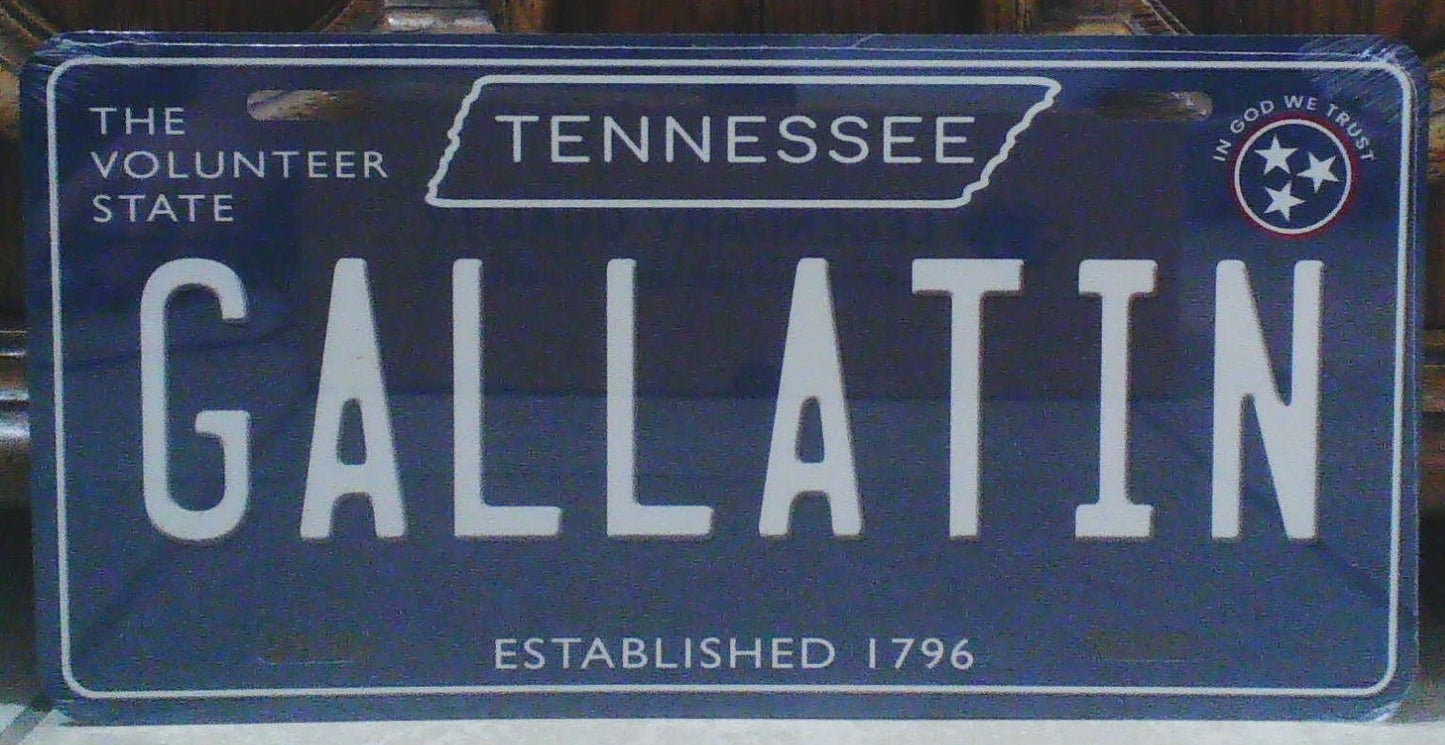 THE
VOLUNTEER
STATE
TENNESSEE
IN GOD WE TRUST
GALLATIN
ESTABLISHED 1796